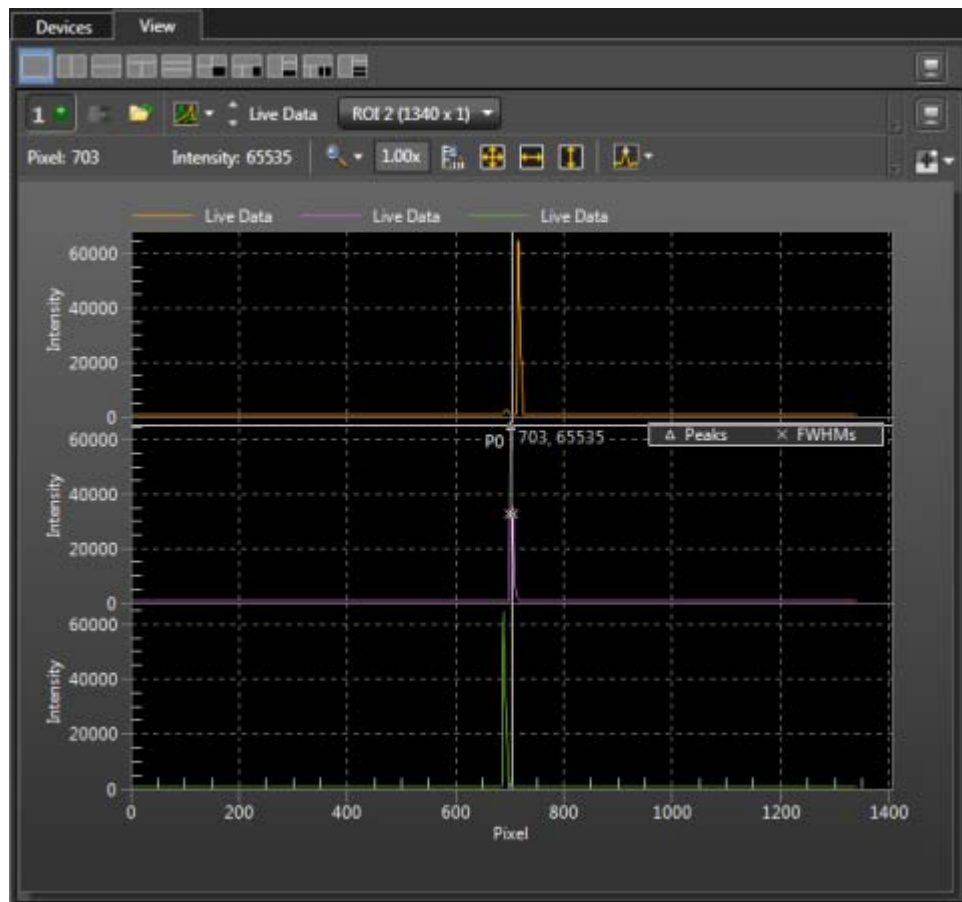 Devices View
1 Live Data ROI 2 (1340 x 1)
Pixel: 703 Intensity: 65535 1.00x
Live Data Live Data Live Data
60000
40000
20000
0
Intensity
P0 703, 65535 Peaks FWHMs
60000
40000
20000
0
Intensity
60000
40000
20000
0
Intensity
0 200 400 600 800 1000 1200 1400
Pixel